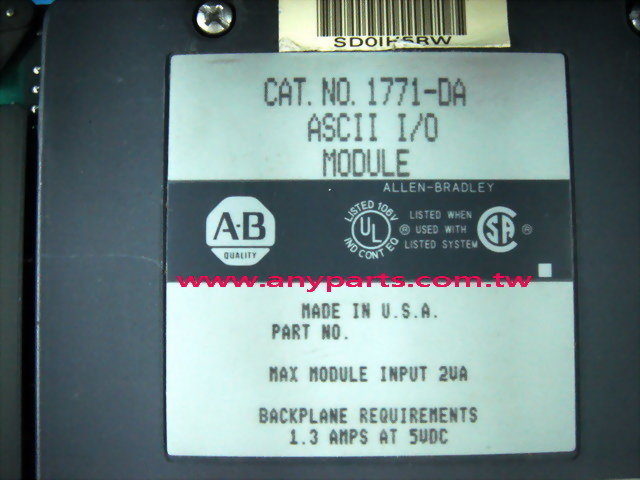 SD0IHSRW
CAT. NO. 1771-DA
ASCII I/O
MODULE
ALLEN-BRADLEY
A·B
QUALITY
LISTED 106V
UL
IND CONT EQ
® LISTED WHEN
USED WITH
LISTED SYSTEM
SA ®
www.anyparts.com.tw
MADE IN U.S.A.
PART NO.
MAX MODULE INPUT 2VA
BACKPLANE REQUIREMENTS
1.3 AMPS AT 5VDC